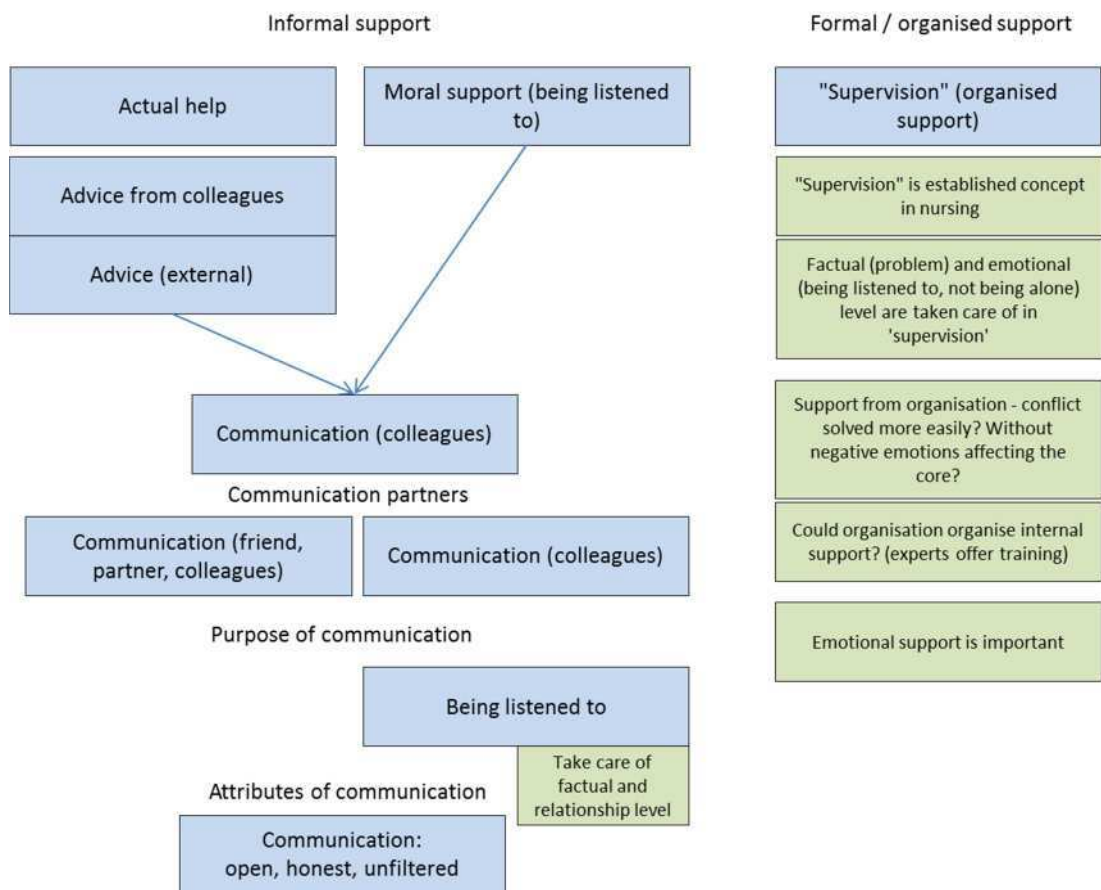 Informal support
Actual help
Moral support (being listened
to)
Advice from colleagues
Advice (external)
Communication (colleagues)
Communication partners
Communication (friend,
partner, colleagues)
Communication (colleagues)
Purpose of communication
Being listened to
Take care of
factual and
relationship level
Attributes of communication
Communication:
open, honest, unfiltered
Formal / organised support
"Supervision" (organised
support)
"Supervision" is established concept
in nursing
Factual (problem) and emotional
(being listened to, not being alone)
level are taken care of in
'supervision'
Support from organisation - conflict
solved more easily? Without
negative emotions affecting the
core?
Could organisation organise internal
support? (experts offer training)
Emotional support is important